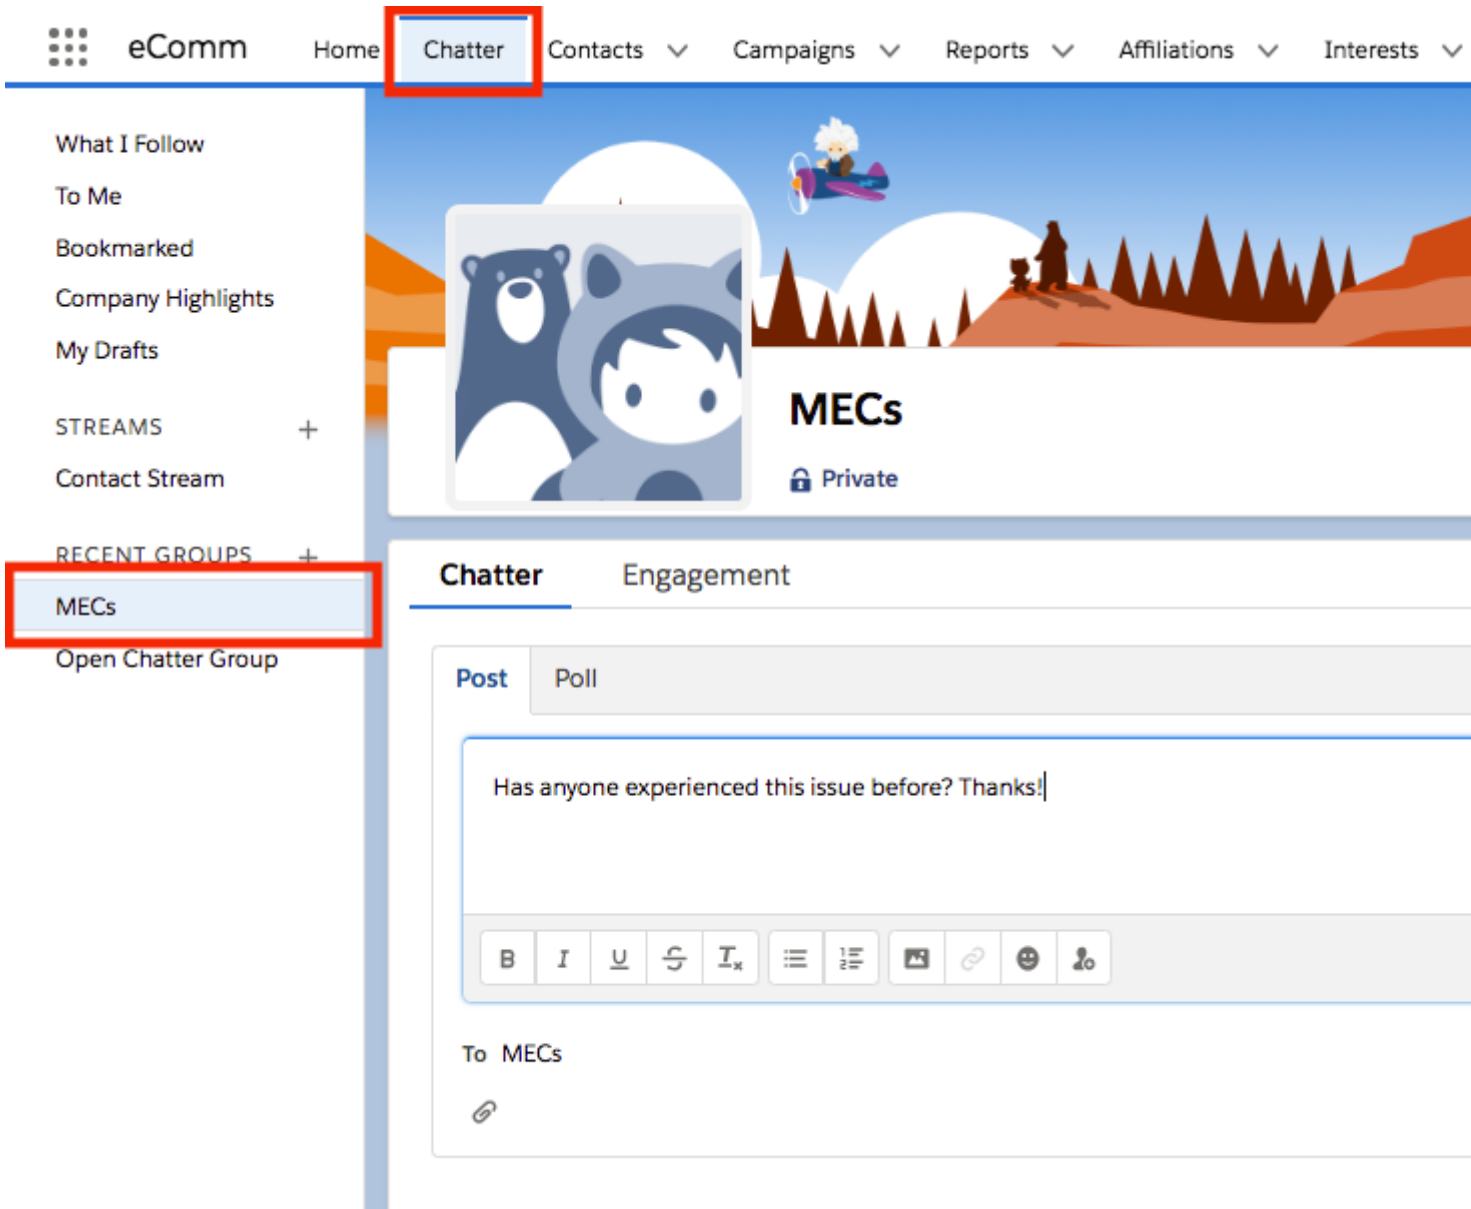 eComm Home Chatter Contacts Campaigns Reports Affiliations Interests
What I Follow
To Me
Bookmarked
Company Highlights
My Drafts
STREAMS
Contact Stream
RECENT GROUPS
MECs
Open Chatter Group
MECs
Private
Chatter Engagement
Post Poll
Has anyone experienced this issue before? Thanks!
B I U S Tx
To MECs